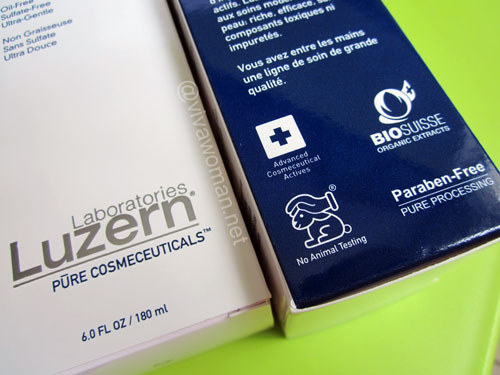 Oil-Free
Sulfate-Free
Ultra-Gentle
Non Graisseuse
Sans Sulfate
Ultra Douce
Laboratories
Luzern®
PŪRE COSMECEUTICALS™
6.0 FL OZ / 180 ml
actifs.
aux soins
peau: riche, efficace,
composants toxiques ni
impuretés.
Vous avez entre les mains
une ligne de soin de grande
qualité.
Advanced
Cosmeceutical
Actives
BIOSUISSE
ORGANIC EXTRACTS
No Animal Testing
Paraben-Free
PURE PROCESSING
@vivawoman.net